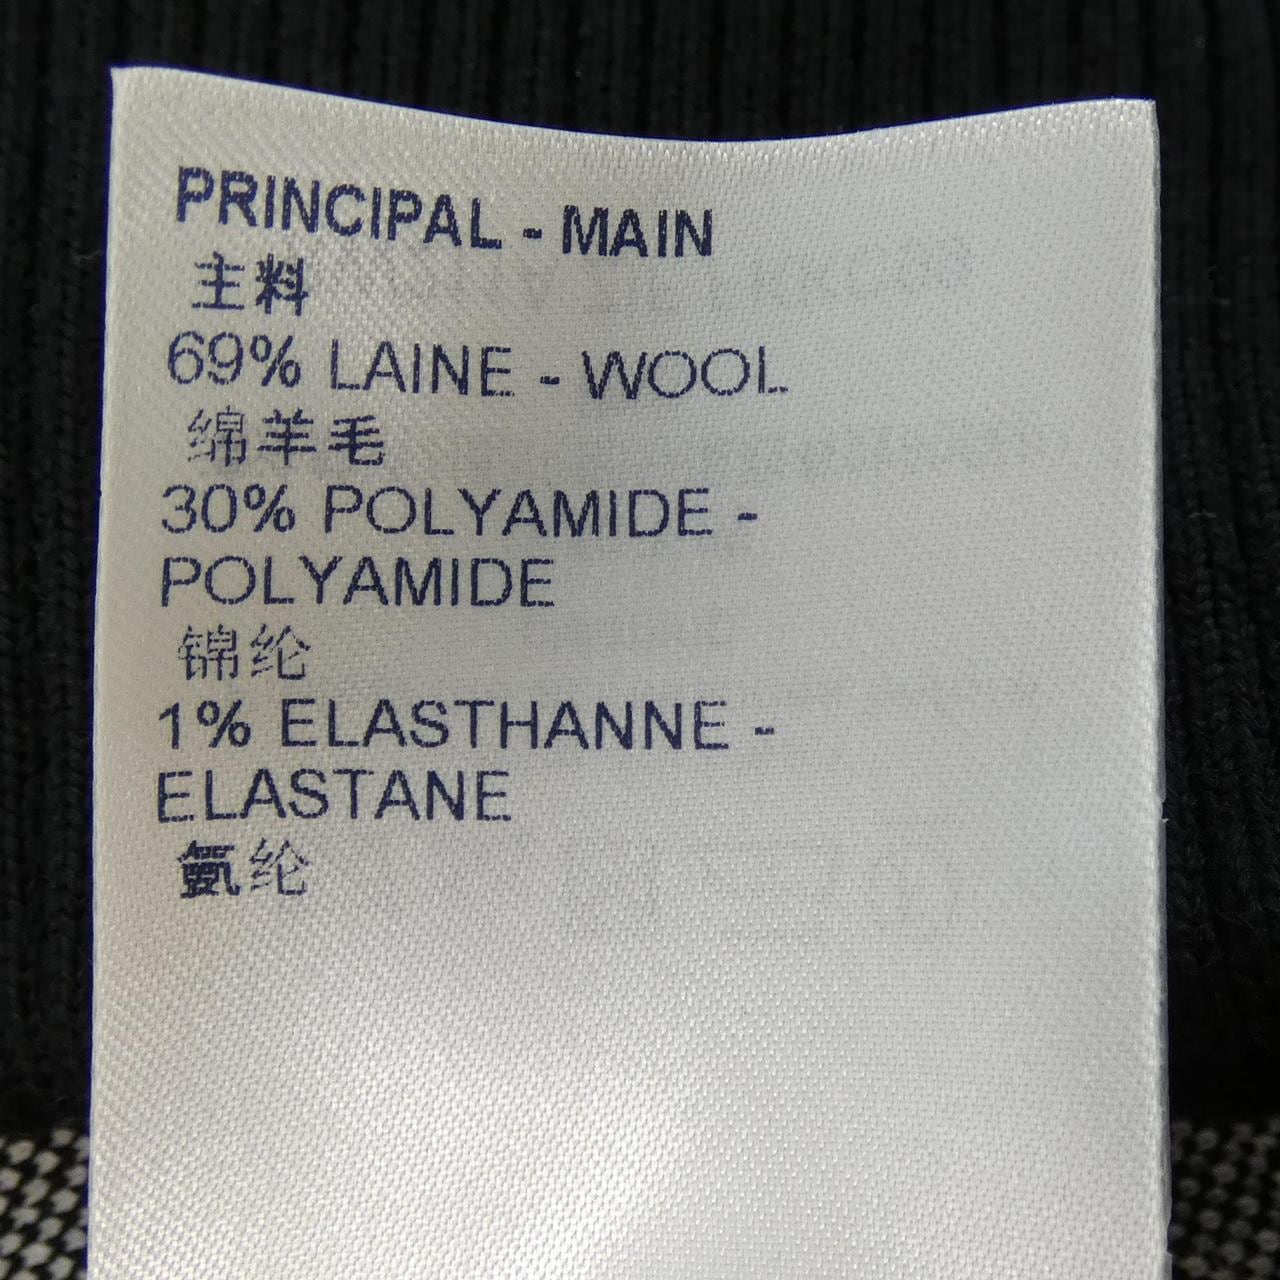 PRINCIPAL - MAIN
主料
69% LAINE - WOOL
绵羊毛
30% POLYAMIDE -
POLYAMIDE
锦纶
1% ELASTHANNE -
ELASTANE
氨纶